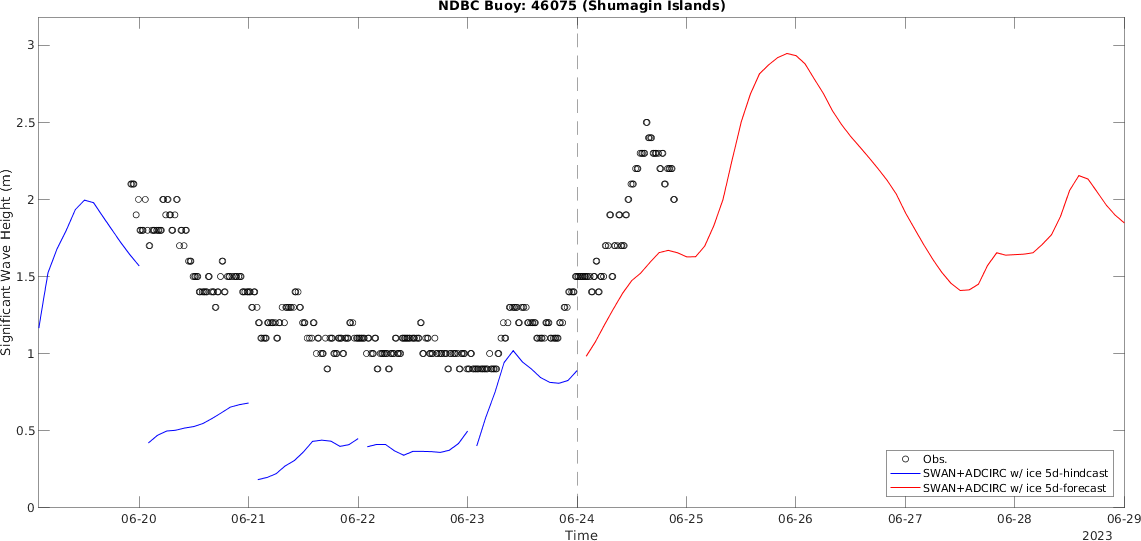 NDBC Buoy: 46075 (Shumagin Islands)
3
2.5
2
1.5
1
0.5
0
Significant Wave Height (m)
06-20 06-21 06-22 06-23 06-24 06-25 06-26 06-27 06-28 06-29
Time
2023
Obs.
SWAN+ADCIRC w/ ice 5d-hindcast
SWAN+ADCIRC w/ ice 5d-forecast